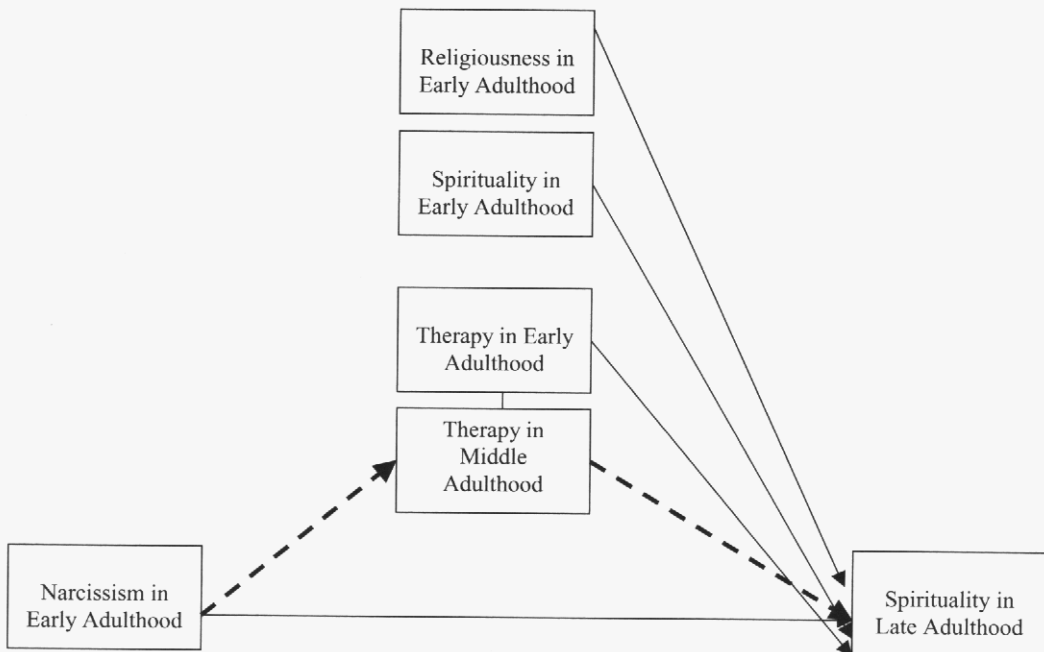 Religiousness in
Early Adulthood
Spirituality in
Early Adulthood
Therapy in Early
Adulthood
Therapy in
Middle
Adulthood
Narcissism in
Early Adulthood
Spirituality in
Late Adulthood